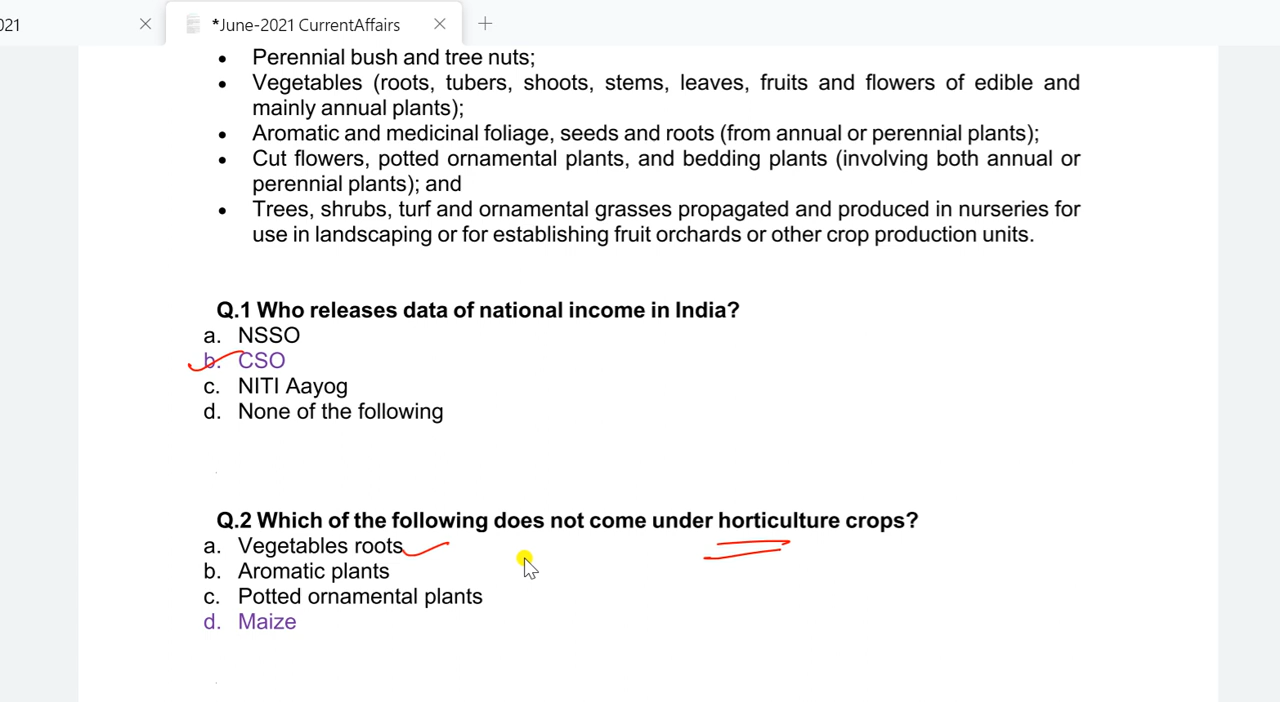 021
*June-2021 CurrentAffairs
• Perennial bush and tree nuts;
• Vegetables (roots, tubers, shoots, stems, leaves, fruits and flowers of edible and
mainly annual plants);
• Aromatic and medicinal foliage, seeds and roots (from annual or perennial plants);
• Cut flowers, potted ornamental plants, and bedding plants (involving both annual or
perennial plants); and
• Trees, shrubs, turf and ornamental grasses propagated and produced in nurseries for
use in landscaping or for establishing fruit orchards or other crop production units.
Q.1 Who releases data of national income in India?
a. NSSO
b. CSO
c. NITI Aayog
d. None of the following
Q.2 Which of the following does not come under horticulture crops?
a. Vegetables roots
b. Aromatic plants
c. Potted ornamental plants
d. Maize